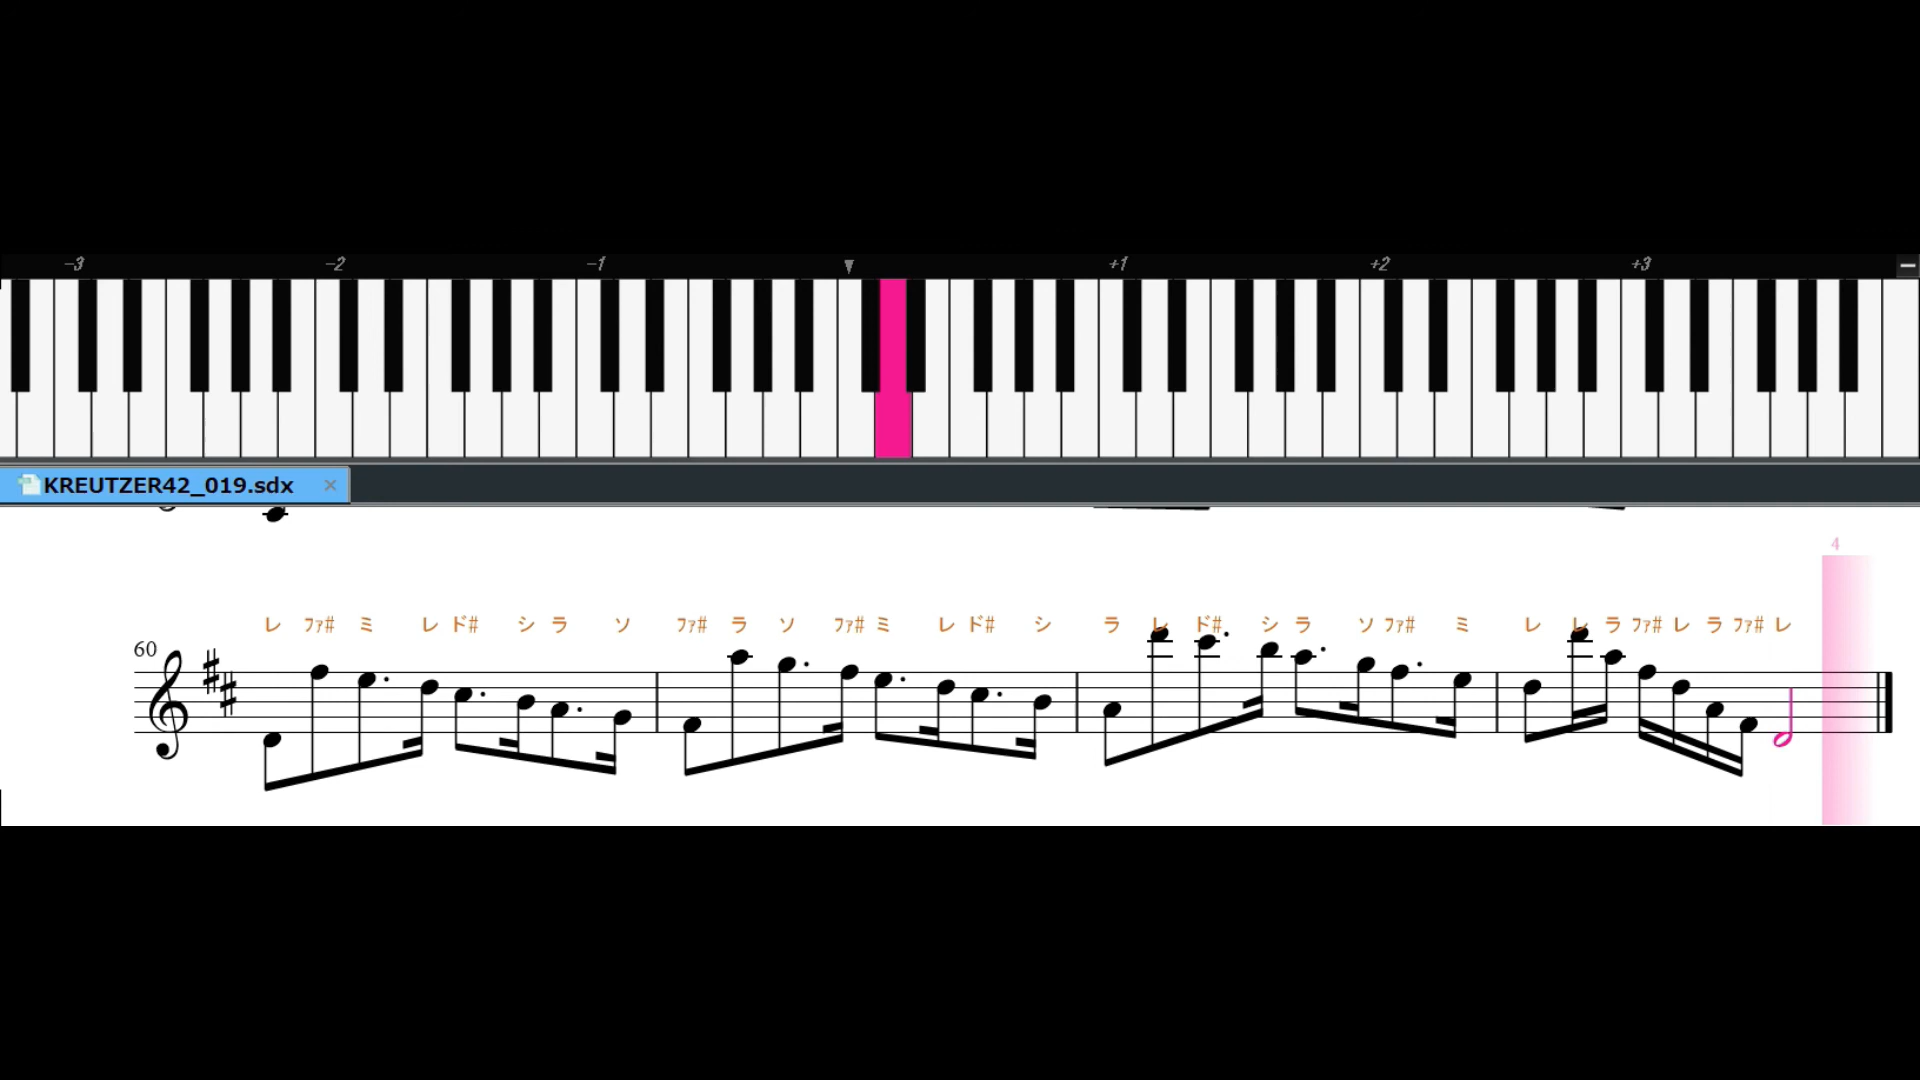 -3 -2 -1 ▼ +1 +2 +3
KREUTZER42_019.sdx ×
4
レ ﾌｧ# ミ レ ド# シ ラ ソ ﾌｧ# ラ ソ ﾌｧ# ミ レ ド# シ ラ レ ド# シ ラ ソ ﾌｧ# ミ レ レ ラ ﾌｧ# レ ラ ﾌｧ# レ
60